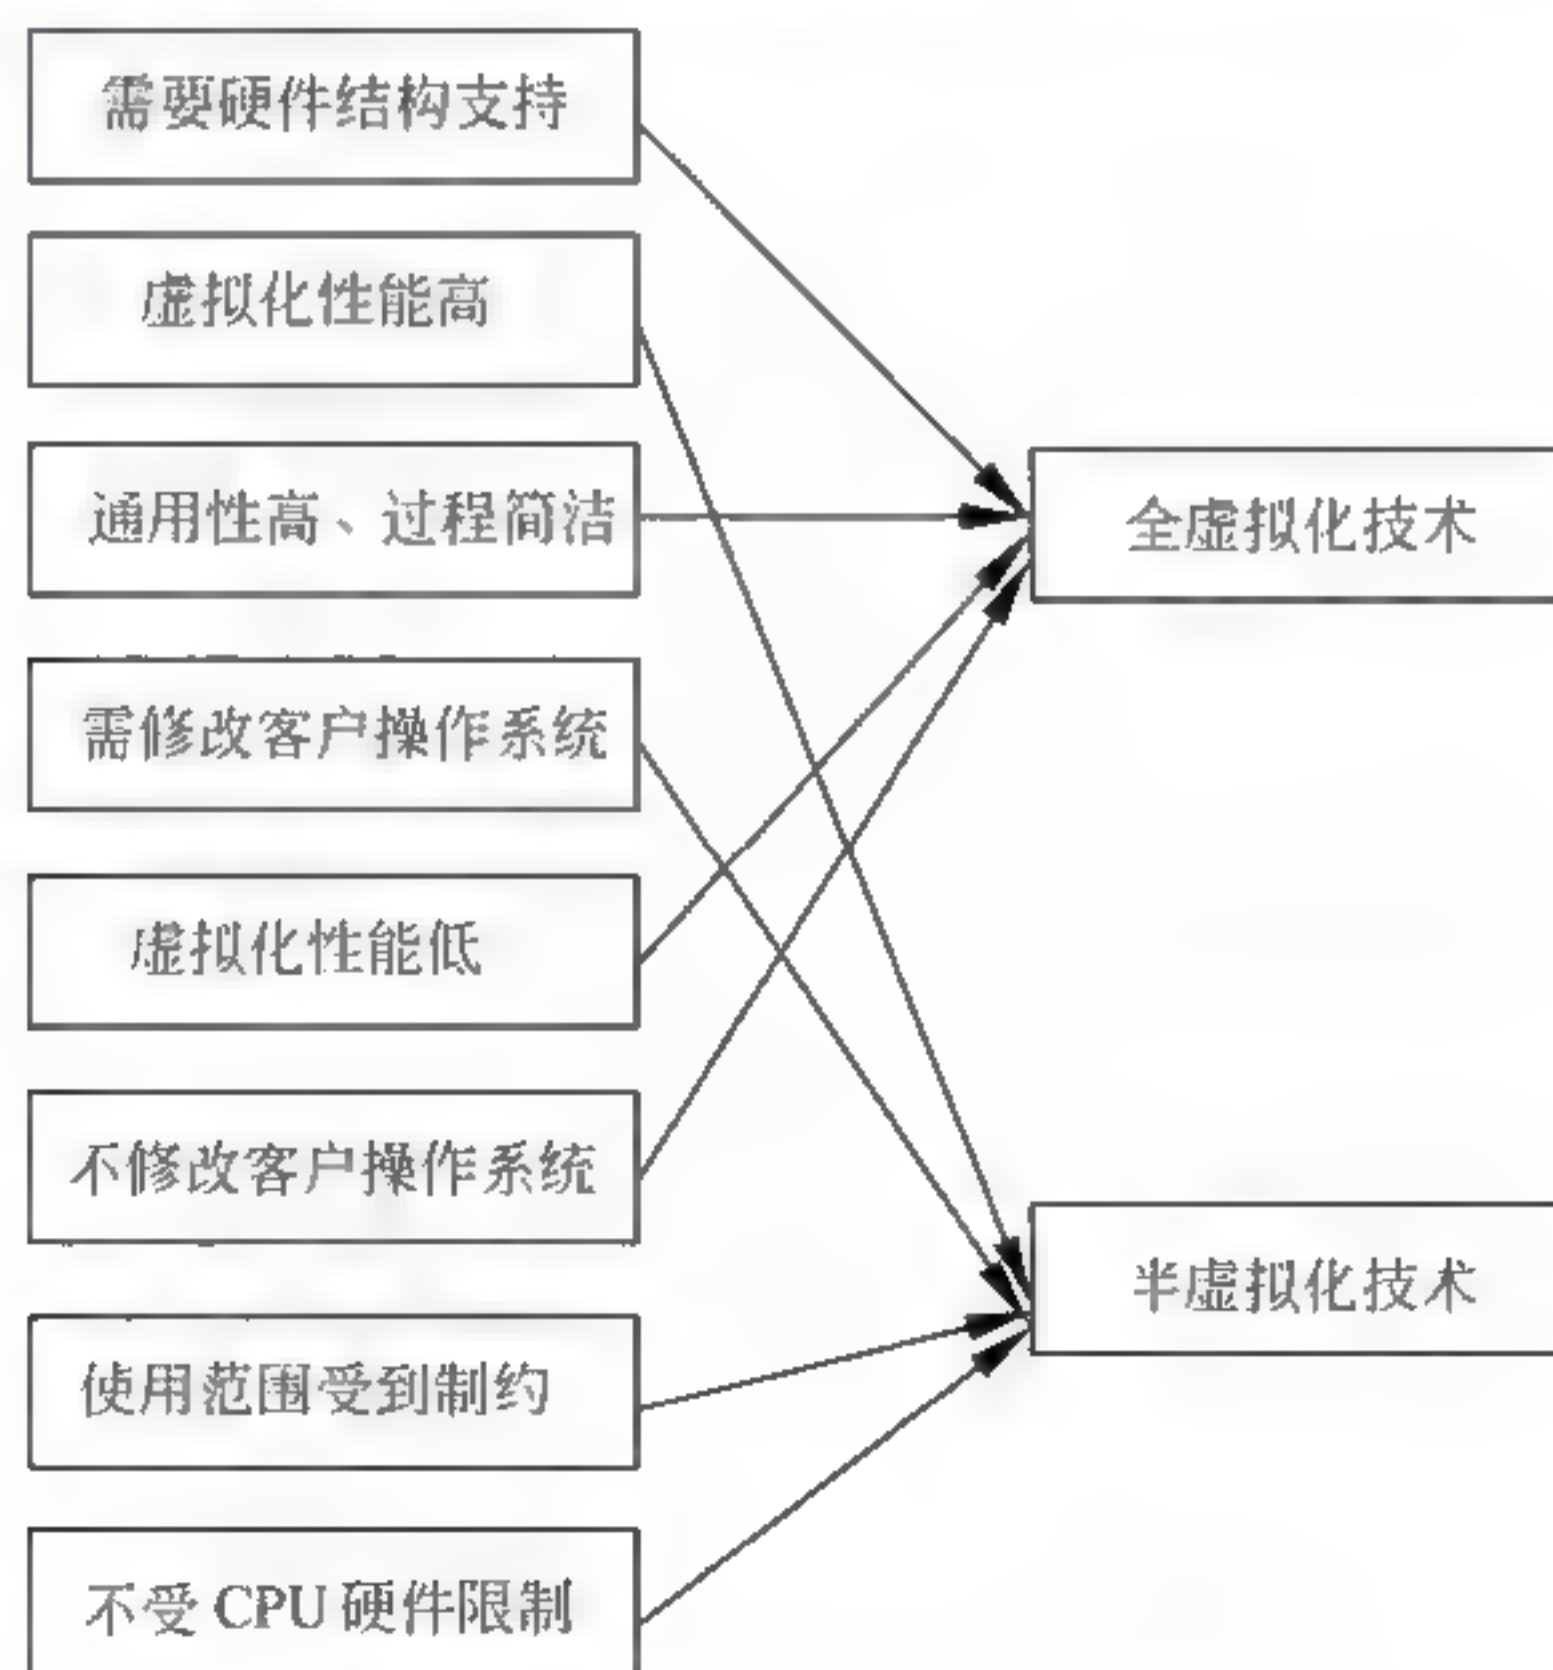 需要硬件结构支持
虚拟化性能高
通用性高、过程简洁
需修改客户操作系统
虚拟化性能低
不修改客户操作系统
使用范围受到制约
不受 CPU 硬件限制
全虚拟化技术
半虚拟化技术